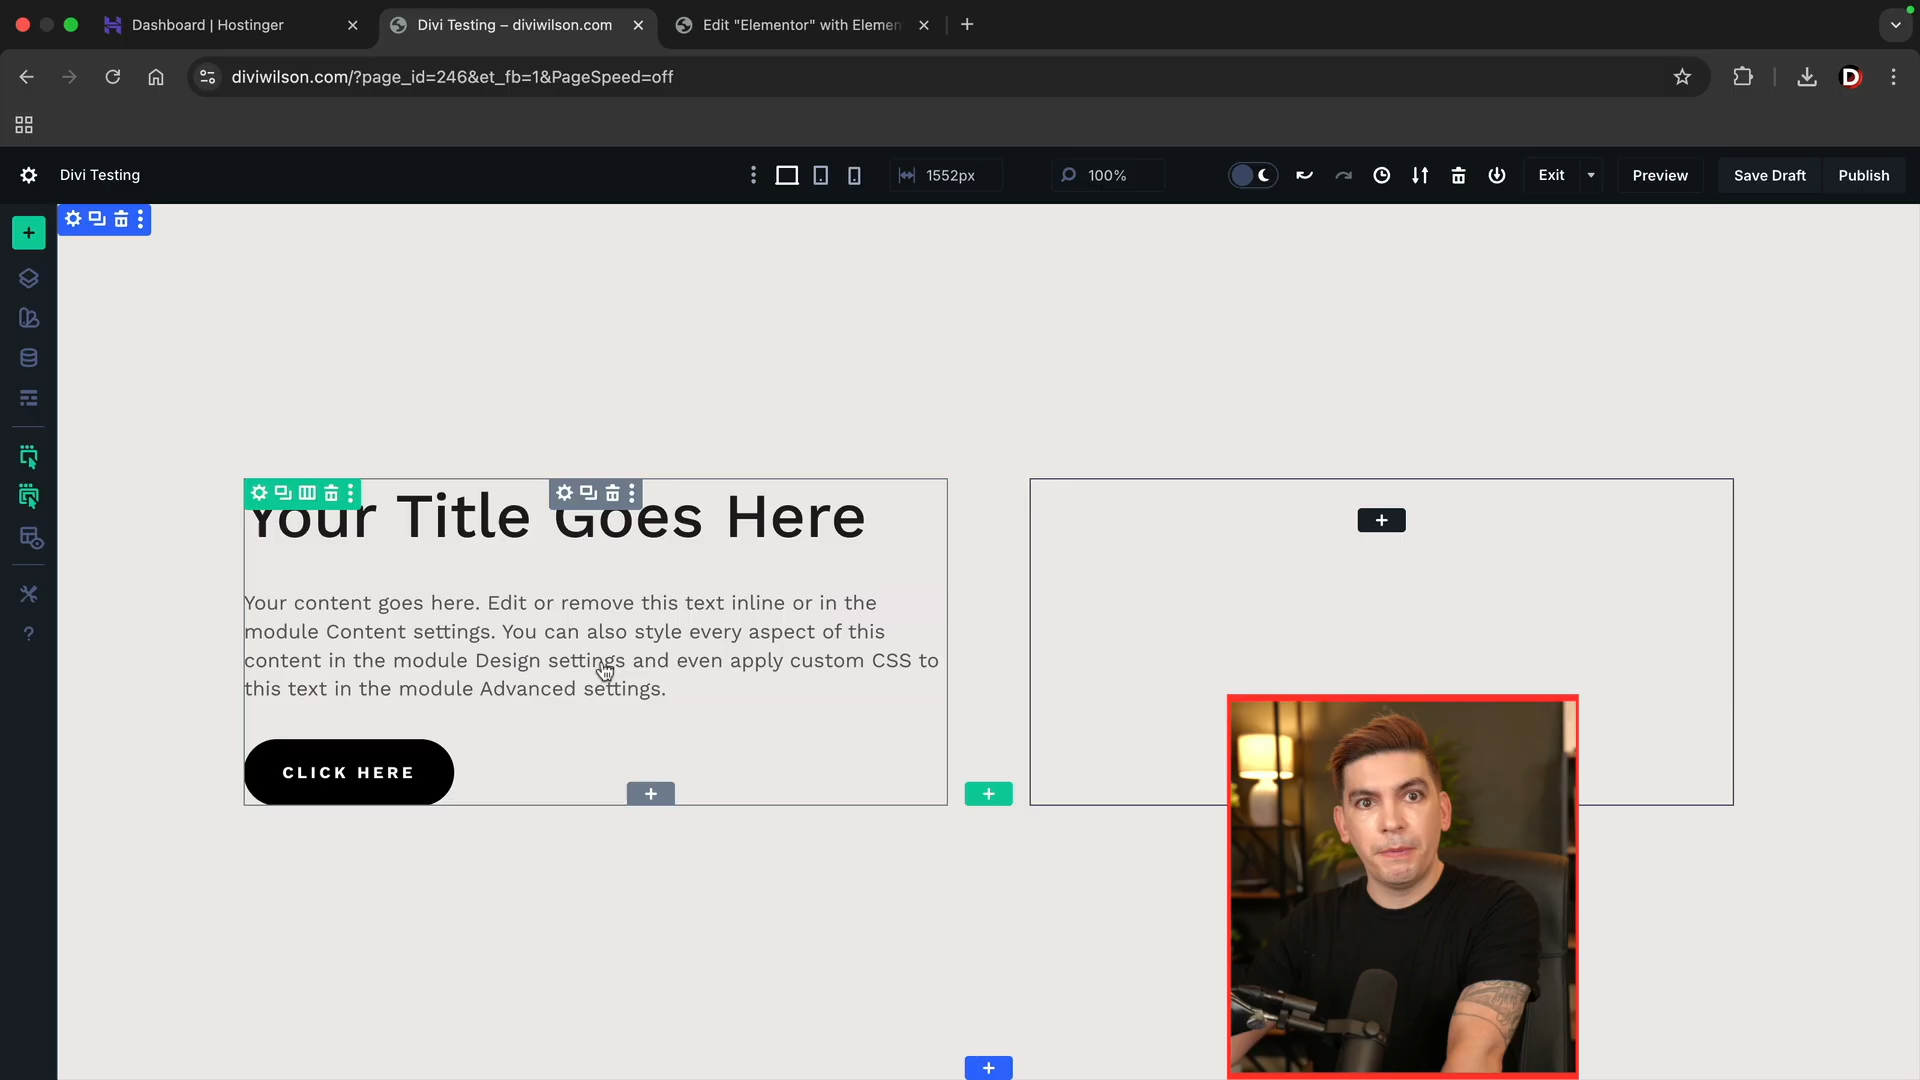 Dashboard | Hostinger
Divi Testing – diviwilson.com
Edit "Elementor" with Elemen
diviwilson.com/?page_id=246&et_fb=1&PageSpeed=off
D
Divi Testing
1552px
100%
Exit
Preview
Save Draft
Publish
Your Title Goes Here
Your content goes here. Edit or remove this text inline or in the
module Content settings. You can also style every aspect of this
content in the module Design settings and even apply custom CSS to
this text in the module Advanced settings.
CLICK HERE